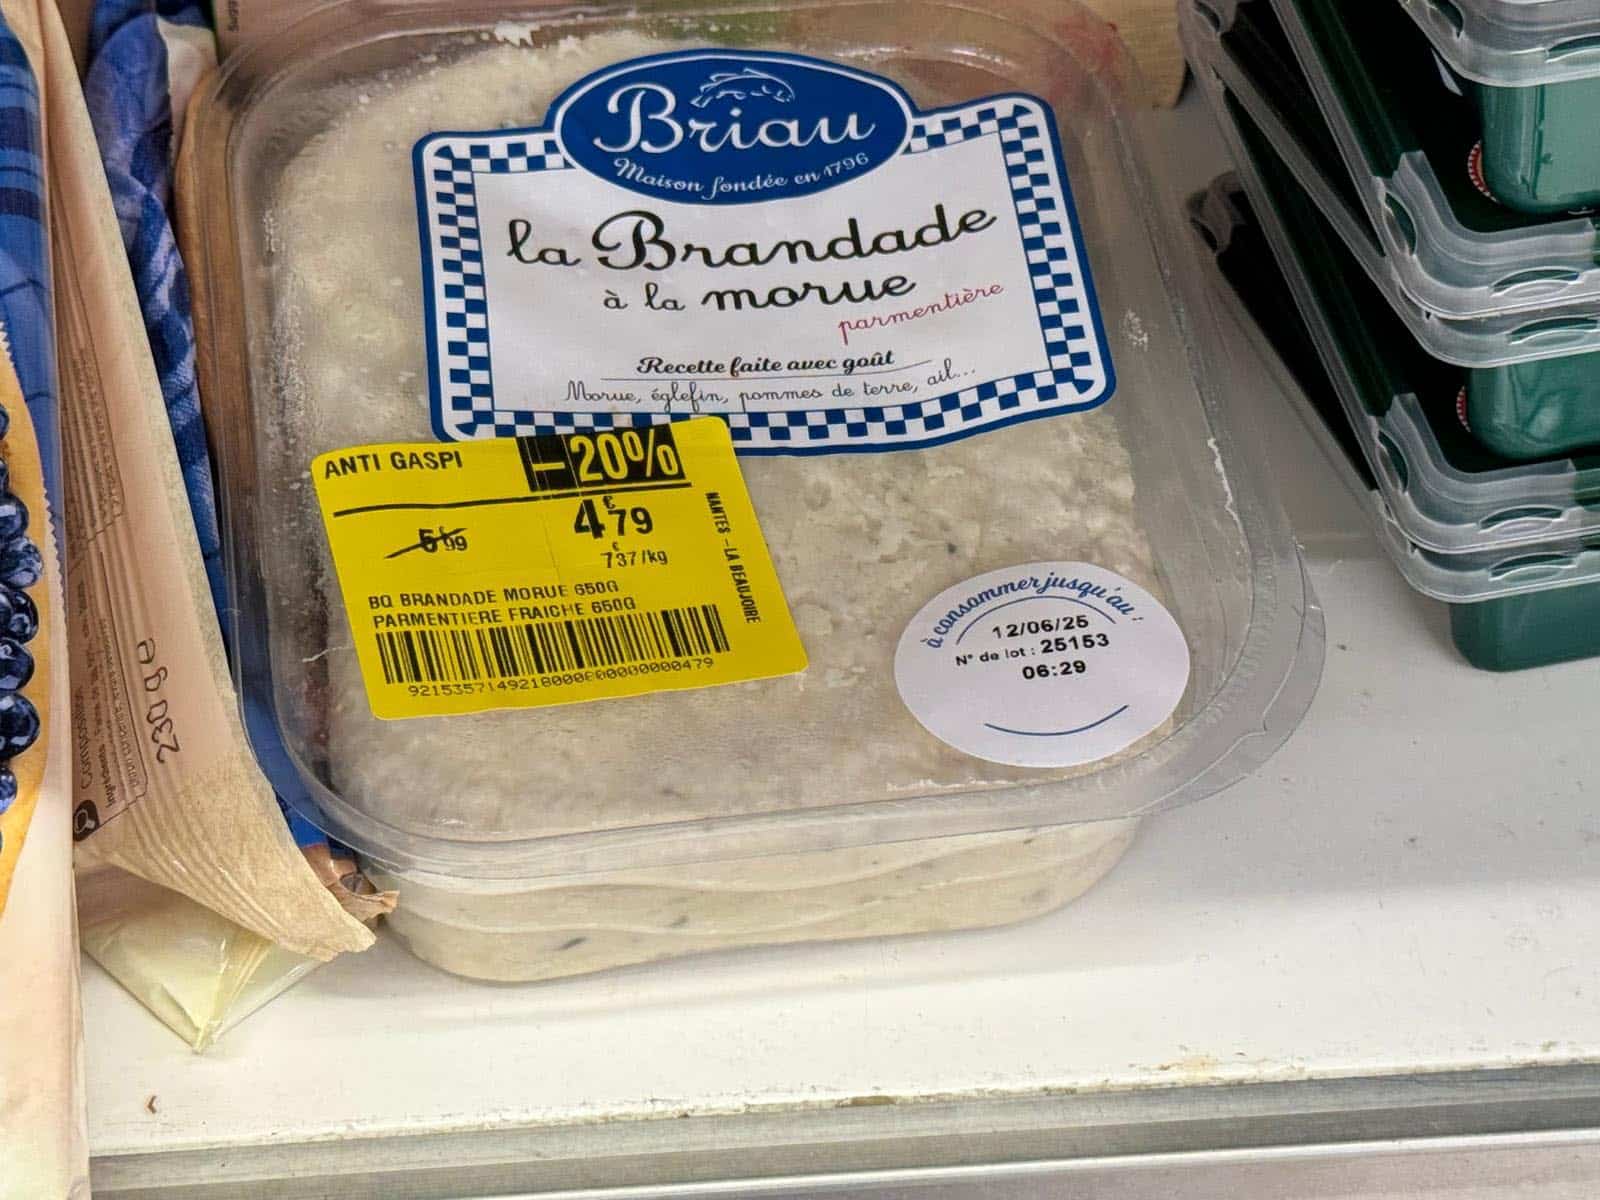 Briau
Maison fondée en 1796
la Brandade
à la morue
parmentière
Recette faite avec goût
Morue, églefin, pommes de terre, ail...
ANTI GASPI
-20%
5€99
4€79
7€37/kg
NANTES - LA BEAUJOIRE
BQ BRANDADE MORUE 650G
PARMENTIERE FRAICHE 650G
à consommer jusqu'au :
12/06/25
N° de lot : 25153
06:29
230 g e